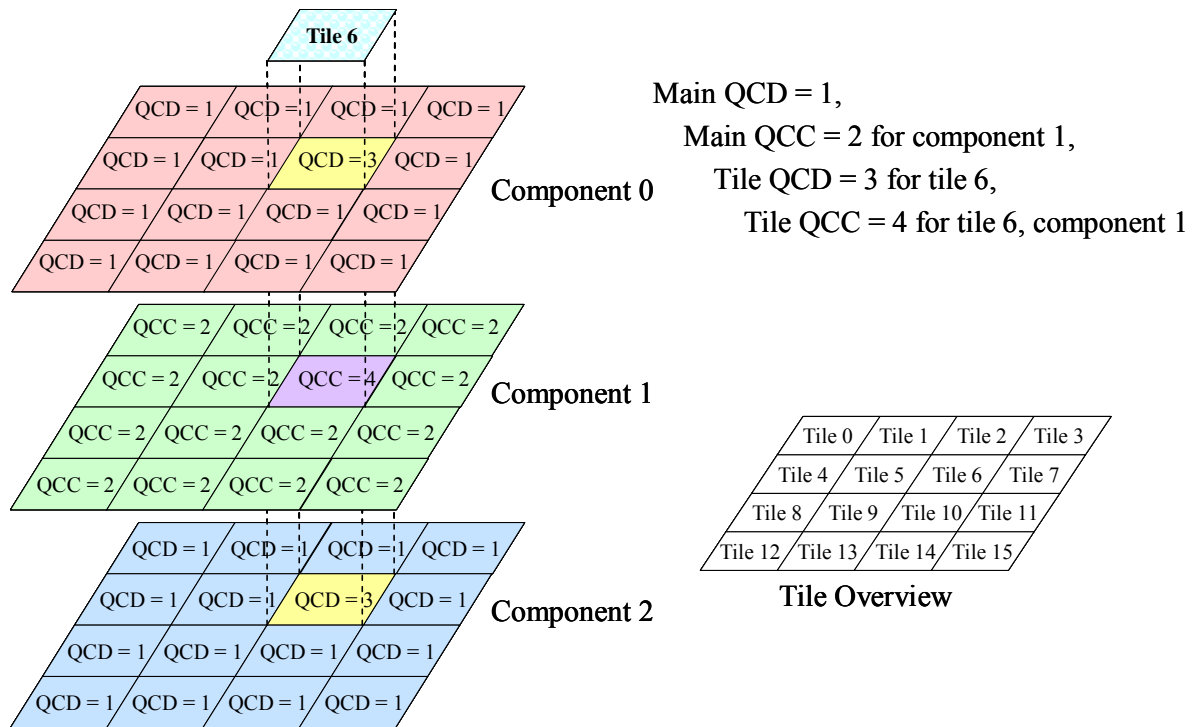 Tile 6
QCD = 1 QCD = 1 QCD = 1 QCD = 1
QCD = 1 QCD = 1 QCD = 3 QCD = 1
QCD = 1 QCD = 1 QCD = 1 QCD = 1
QCD = 1 QCD = 1 QCD = 1 QCD = 1
Component 0
Main QCD = 1,
Main QCC = 2 for component 1,
Tile QCD = 3 for tile 6,
Tile QCC = 4 for tile 6, component 1
QCC = 2 QCC = 2 QCC = 2 QCC = 2
QCC = 2 QCC = 2 QCC = 4 QCC = 2
QCC = 2 QCC = 2 QCC = 2 QCC = 2
QCC = 2 QCC = 2 QCC = 2 QCC = 2
Component 1
QCD = 1 QCD = 1 QCD = 1 QCD = 1
QCD = 1 QCD = 1 QCD = 3 QCD = 1
QCD = 1 QCD = 1 QCD = 1 QCD = 1
QCD = 1 QCD = 1 QCD = 1 QCD = 1
Component 2
Tile 0 Tile 1 Tile 2 Tile 3
Tile 4 Tile 5 Tile 6 Tile 7
Tile 8 Tile 9 Tile 10 Tile 11
Tile 12 Tile 13 Tile 14 Tile 15
Tile Overview